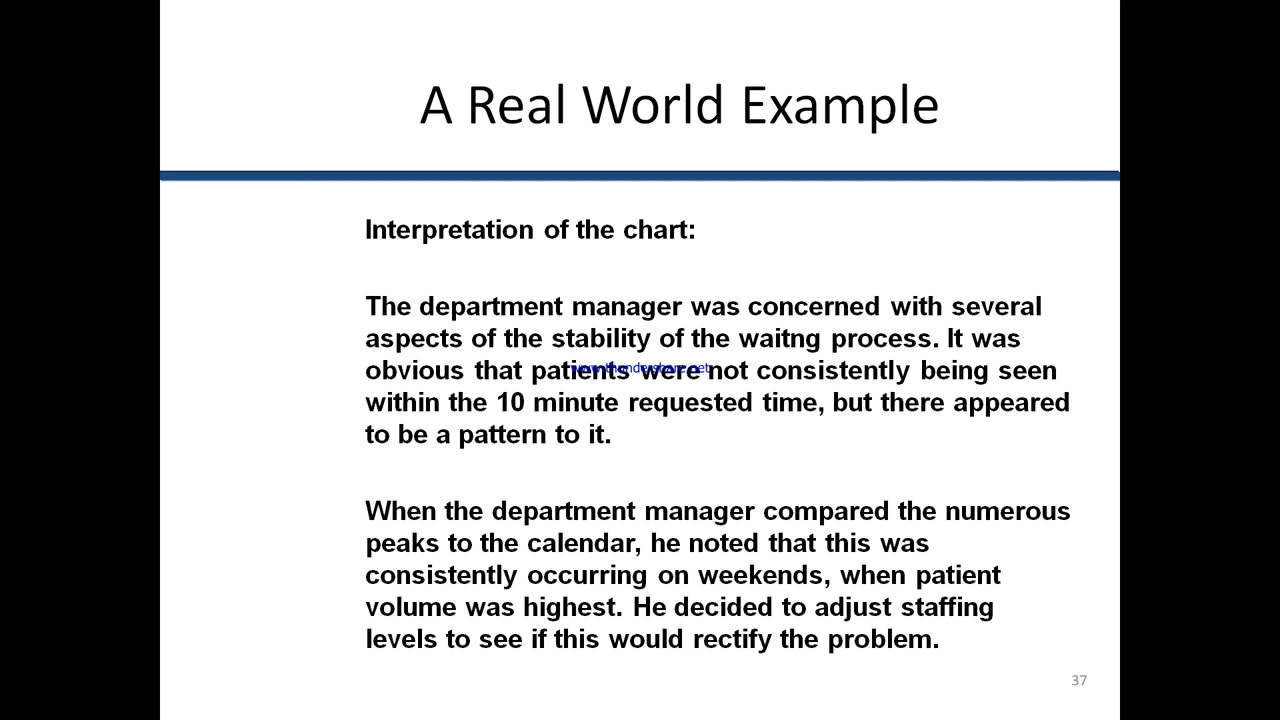 A Real World Example
Interpretation of the chart:
The department manager was concerned with several
aspects of the stability of the waitng process. It was
obvious that patients were not consistently being seen
www.thundershare.net
within the 10 minute requested time, but there appeared
to be a pattern to it.
When the department manager compared the numerous
peaks to the calendar, he noted that this was
consistently occurring on weekends, when patient
volume was highest. He decided to adjust staffing
levels to see if this would rectify the problem.
37